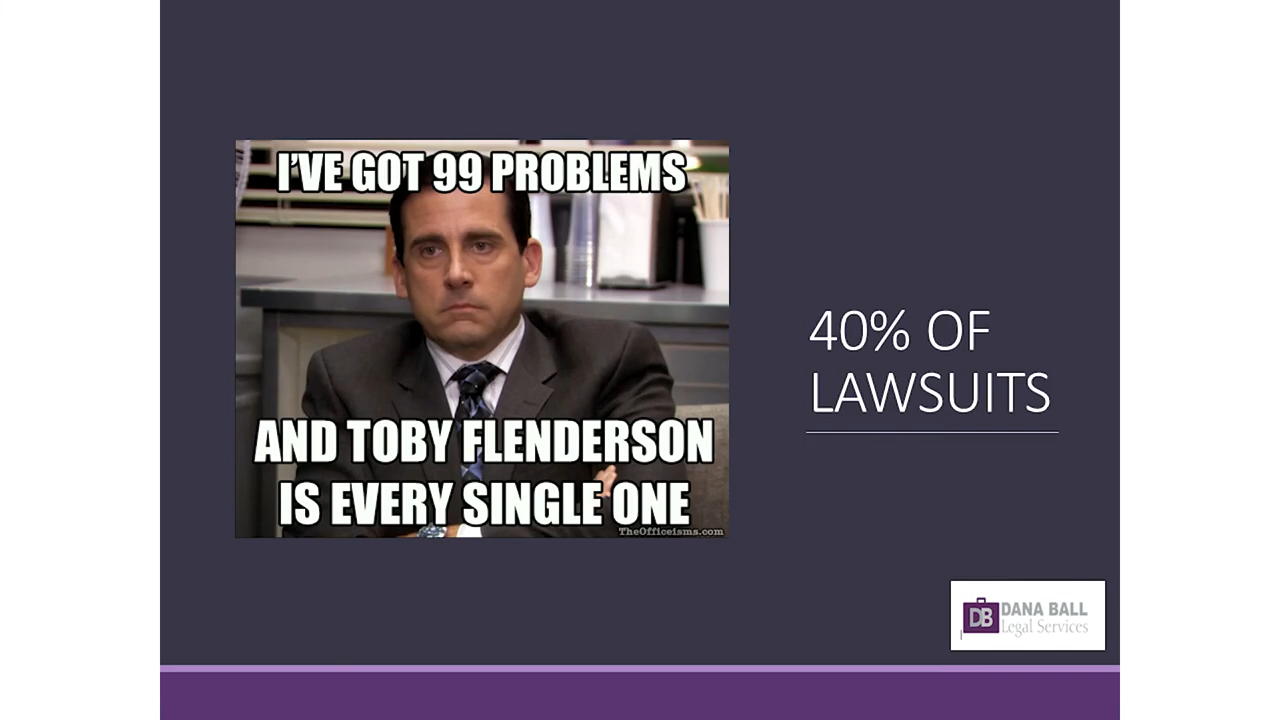 I'VE GOT 99 PROBLEMS
AND TOBY FLENDERSON
IS EVERY SINGLE ONE
TheOfficeisms.com
40% OF
LAWSUITS
DB
DANA BALL
Legal Services